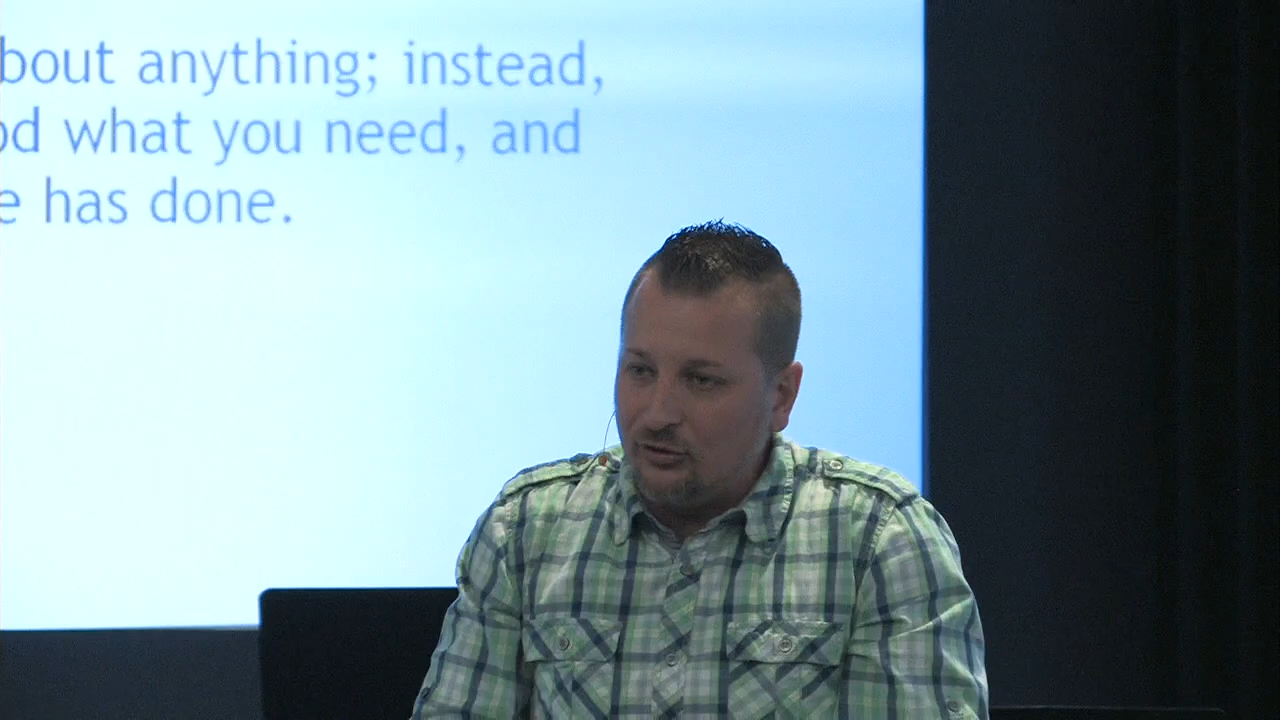 bout anything; instead,
od what you need, and
e has done.